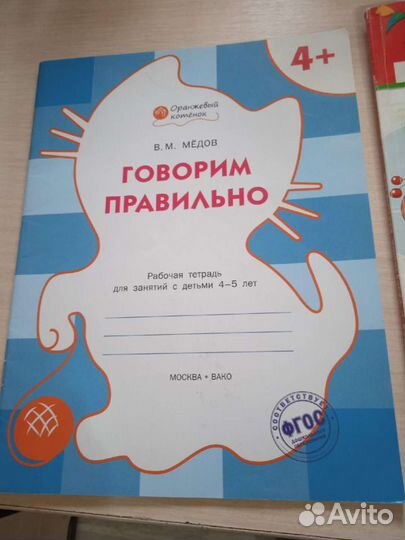 4+
Оранжевый
котёнок
В. М. МЁДОВ
ГОВОРИМ
ПРАВИЛЬНО
Рабочая тетрадь
для занятий с детьми 4–5 лет
МОСКВА • ВАКО
СООТВЕТСТВУЕТ
ФГОС
Avito